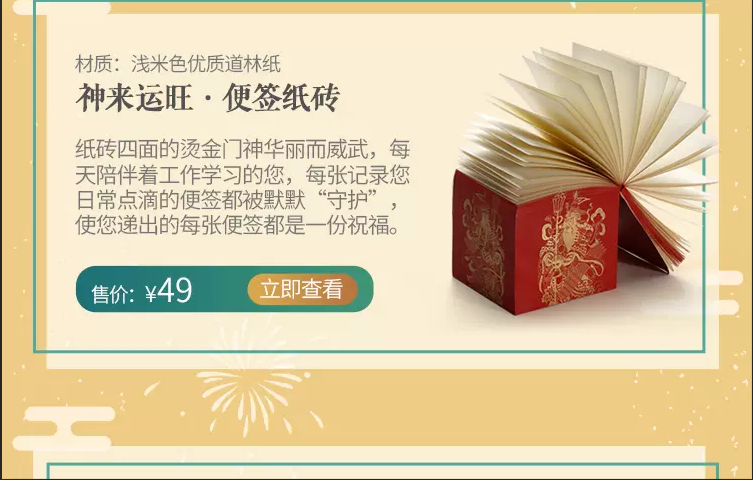 材质：浅米色优质道林纸
神来运旺·便签纸砖
纸砖四面的烫金门神华丽而威武，每
天陪伴着工作学习的您，每张记录您
日常点滴的便签都被默默“守护”，
使您递出的每张便签都是一份祝福。
售价: ¥49 立即查看